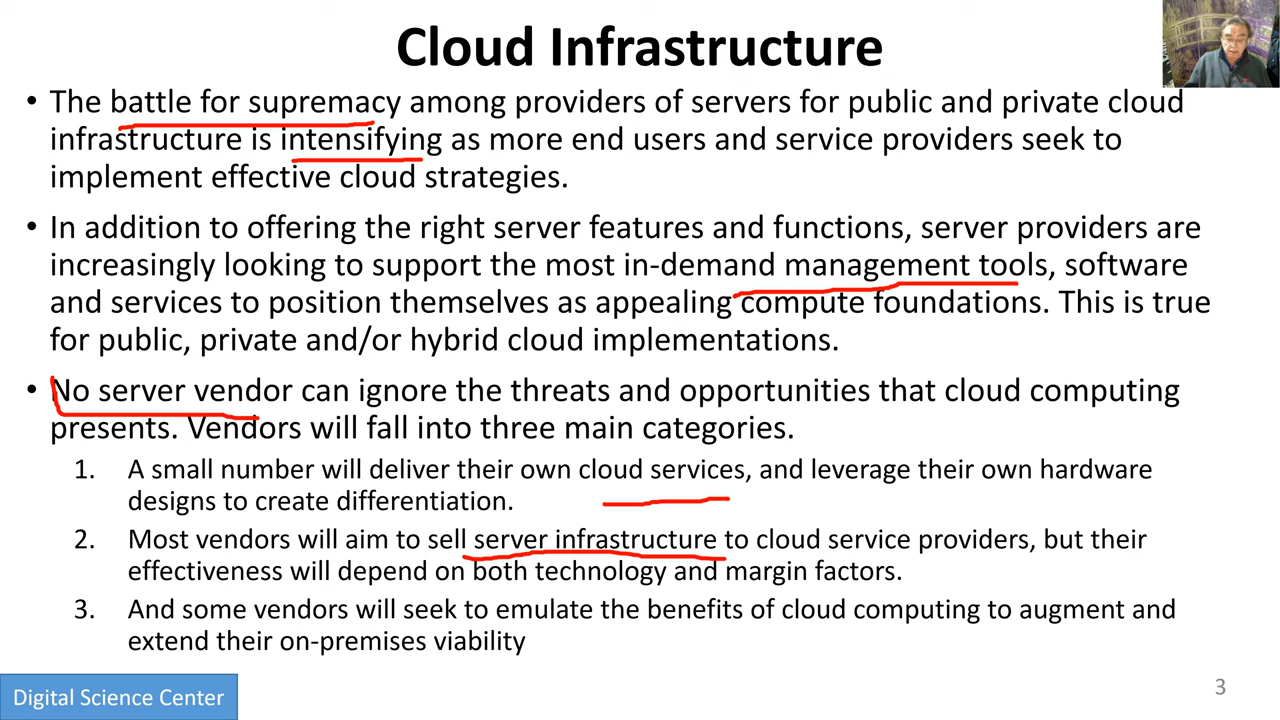 Cloud Infrastructure
• The battle for supremacy among providers of servers for public and private cloud
infrastructure is intensifying as more end users and service providers seek to
implement effective cloud strategies.
• In addition to offering the right server features and functions, server providers are
increasingly looking to support the most in-demand management tools, software
and services to position themselves as appealing compute foundations. This is true
for public, private and/or hybrid cloud implementations.
• No server vendor can ignore the threats and opportunities that cloud computing
presents. Vendors will fall into three main categories.
1. A small number will deliver their own cloud services, and leverage their own hardware
designs to create differentiation.
2. Most vendors will aim to sell server infrastructure to cloud service providers, but their
effectiveness will depend on both technology and margin factors.
3. And some vendors will seek to emulate the benefits of cloud computing to augment and
extend their on-premises viability
Digital Science Center
3